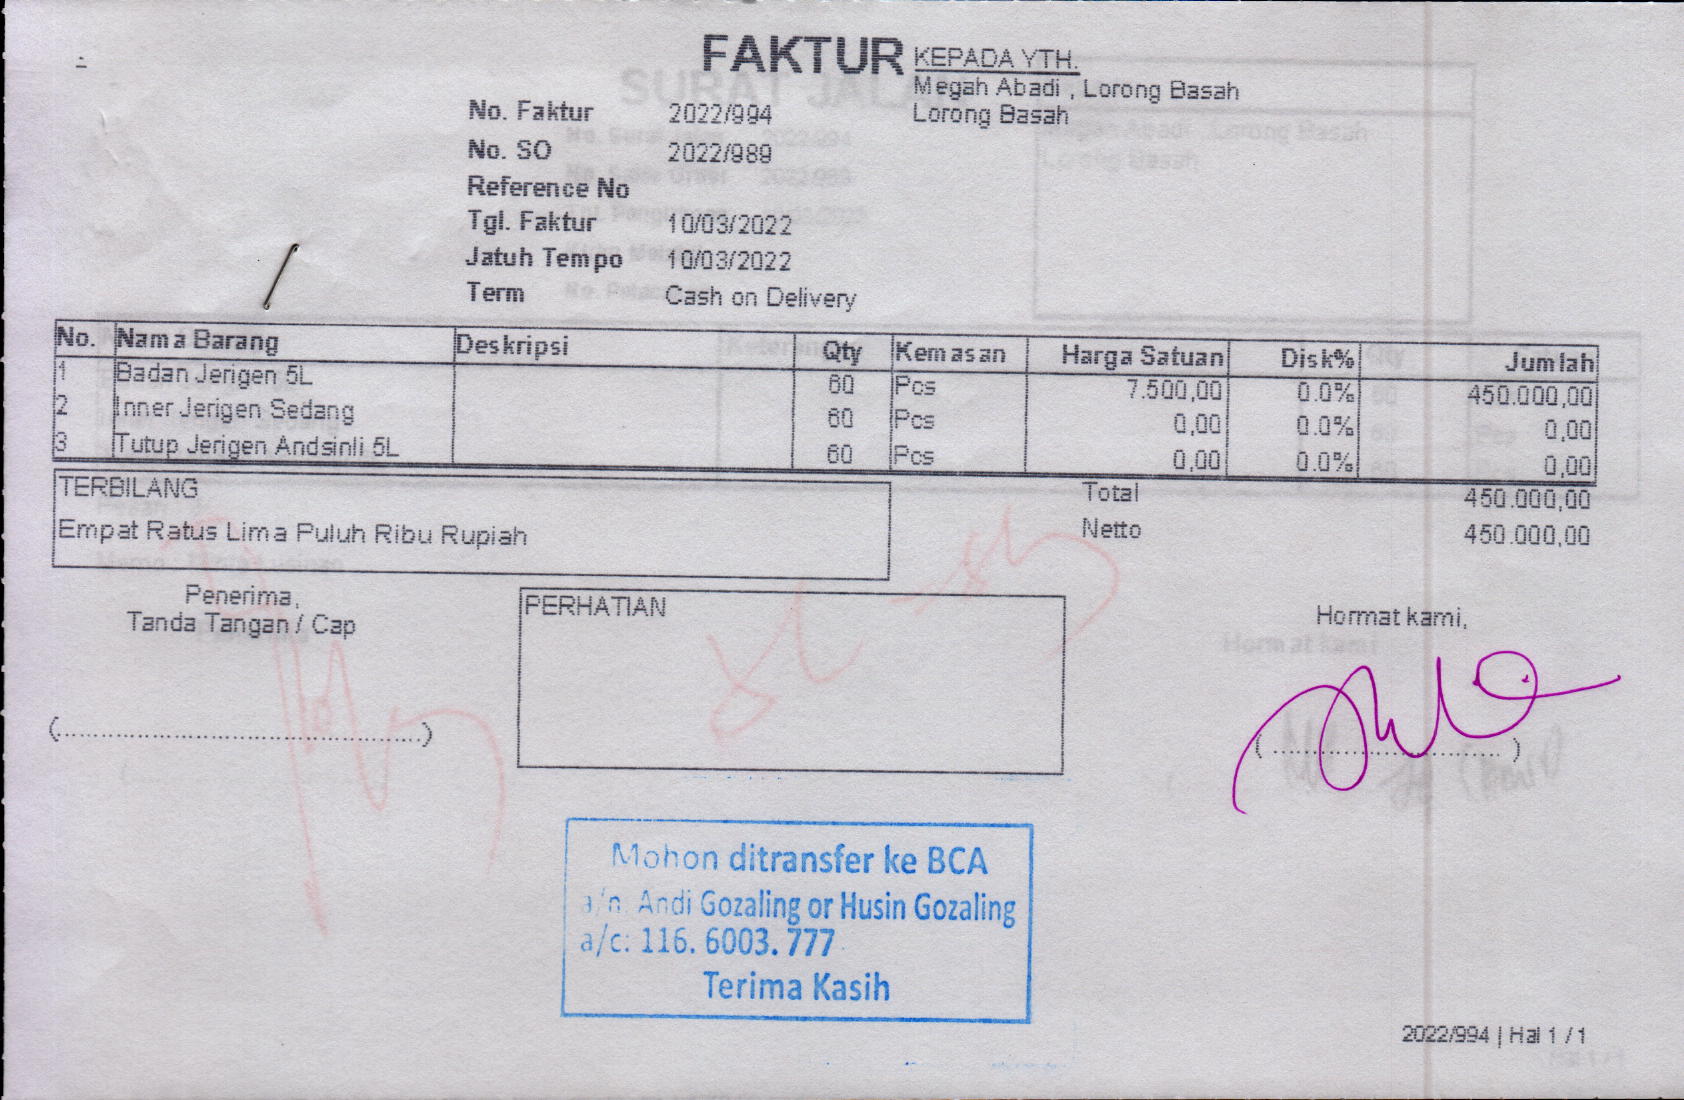 FAKTUR
KEPADA YTH.
Megah Abadi , Lorong Basah
Lorong Basah
No. Faktur 2022/994
No. SO 2022/989
Reference No
Tgl. Faktur 10/03/2022
Jatuh Tempo 10/03/2022
Term Cash on Delivery
No. Nama Barang Deskripsi Qty Kemasan Harga Satuan Disk% Jumlah
1 Badan Jerigen 5L 60 Pcs 7.500,00 0.0% 450.000,00
2 Inner Jerigen Sedang 60 Pcs 0,00 0.0% 0,00
3 Tutup Jerigen Andsinli 5L 60 Pcs 0,00 0.0% 0,00
TERBILANG
Empat Ratus Lima Puluh Ribu Rupiah
Total 450.000,00
Netto 450.000,00
Penerima,
Tanda Tangan / Cap
(................................................)
PERHATIAN
Hormat kami,
( .............................. )
Mohon ditransfer ke BCA
a/n. Andi Gozaling or Husin Gozaling
a/c: 116. 6003. 777
Terima Kasih
2022/994 | Hal 1 / 1